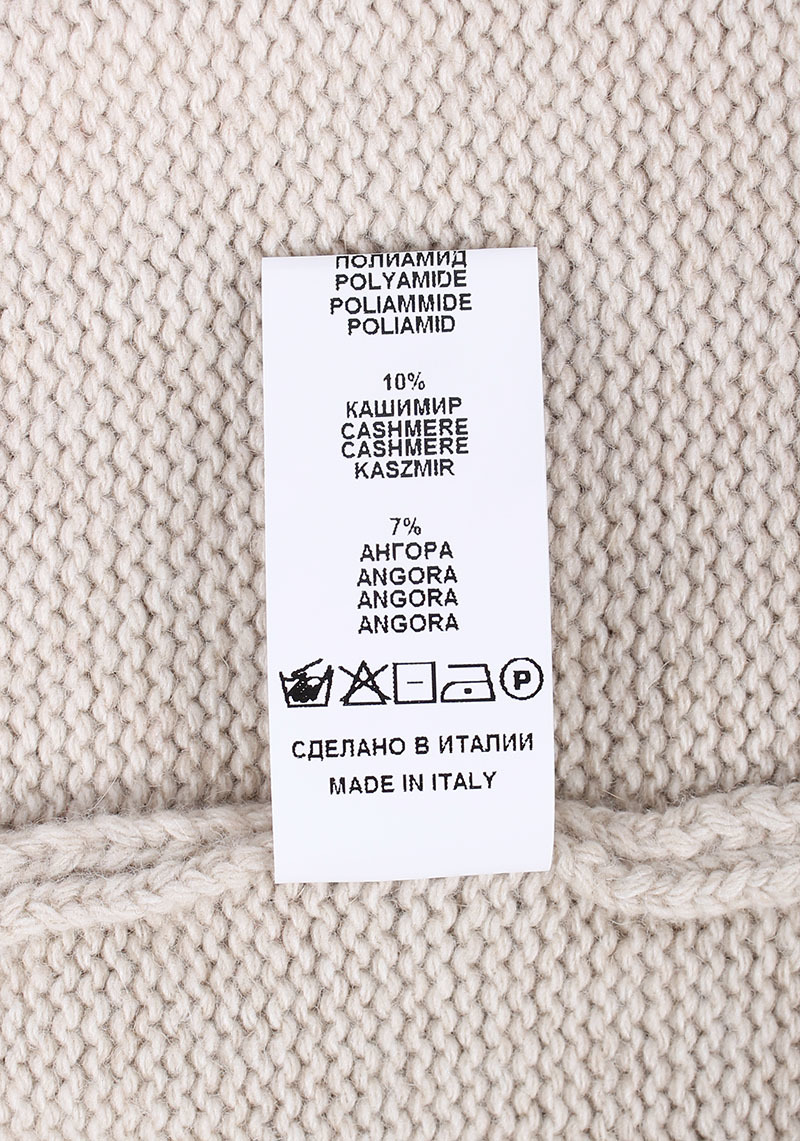 ПОЛИАМИД
POLYAMIDE
POLIAMMIDE
POLIAMID
10%
КАШИМИР
CASHMERE
CASHMERE
KASZMIR
7%
АНГОРА
ANGORA
ANGORA
ANGORA
P
СДЕЛАНО В ИТАЛИИ
MADE IN ITALY